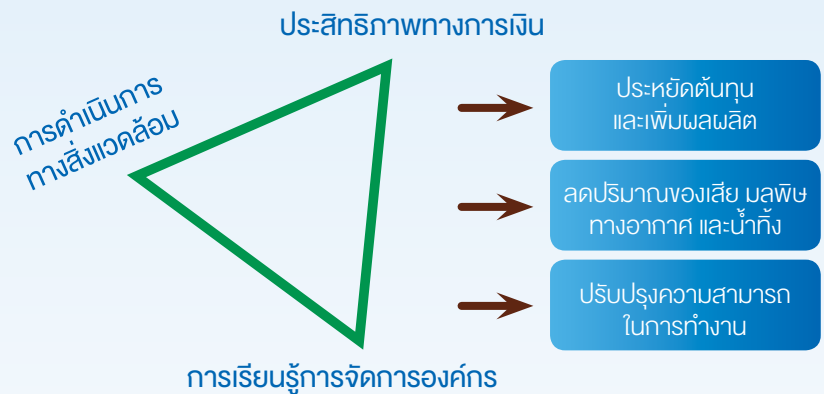 ประสิทธิภาพทางการเงิน
การดำเนินการ
ทางสิ่งแวดล้อม
ประหยัดต้นทุน
และเพิ่มผลผลิต
ลดปริมาณของเสีย มลพิษ
ทางอากาศ และน้ำทิ้ง
ปรับปรุงความสามารถ
ในการทำงาน
การเรียนรู้การจัดการองค์กร